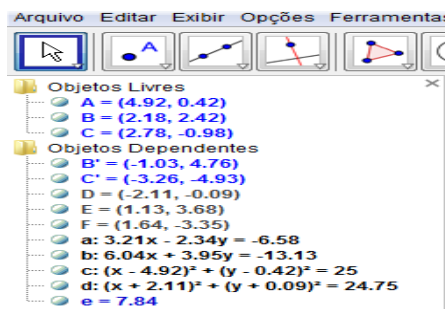 Arquivo Editar Exibir Opções Ferramentas
A
Objetos Livres
A = (4.92, 0.42)
B = (2.18, 2.42)
C = (2.78, -0.98)
Objetos Dependentes
B' = (-1.03, 4.76)
C' = (-3.26, -4.93)
D = (-2.11, -0.09)
E = (1.13, 3.68)
F = (1.64, -3.35)
a: 3.21x - 2.34y = -6.58
b: 6.04x + 3.95y = -13.13
c: (x - 4.92)² + (y - 0.42)² = 25
d: (x + 2.11)² + (y + 0.09)² = 24.75
e = 7.84